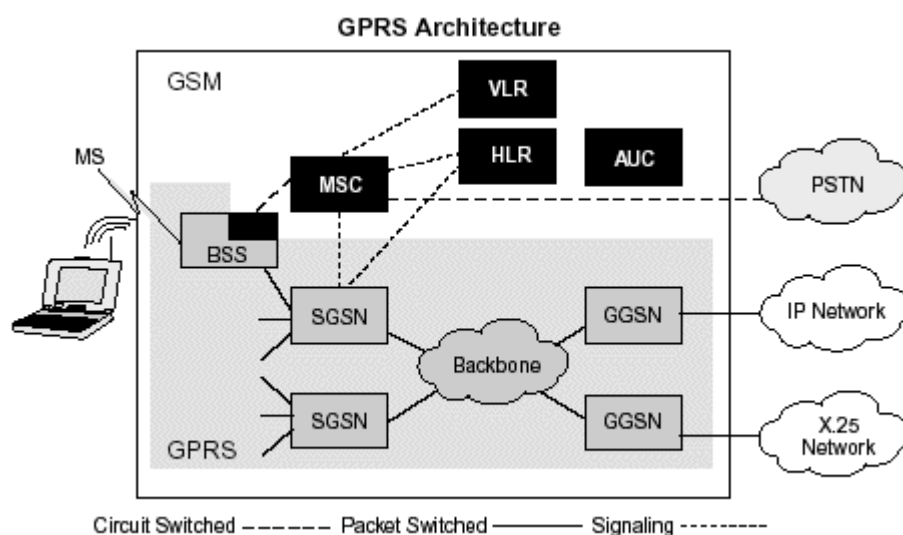 GPRS Architecture
GSM
VLR
MS
MSC
HLR
AUC
PSTN
BSS
SGSN
GGSN
IP Network
Backbone
SGSN
GGSN
X.25
Network
GPRS
Circuit Switched Packet Switched Signaling